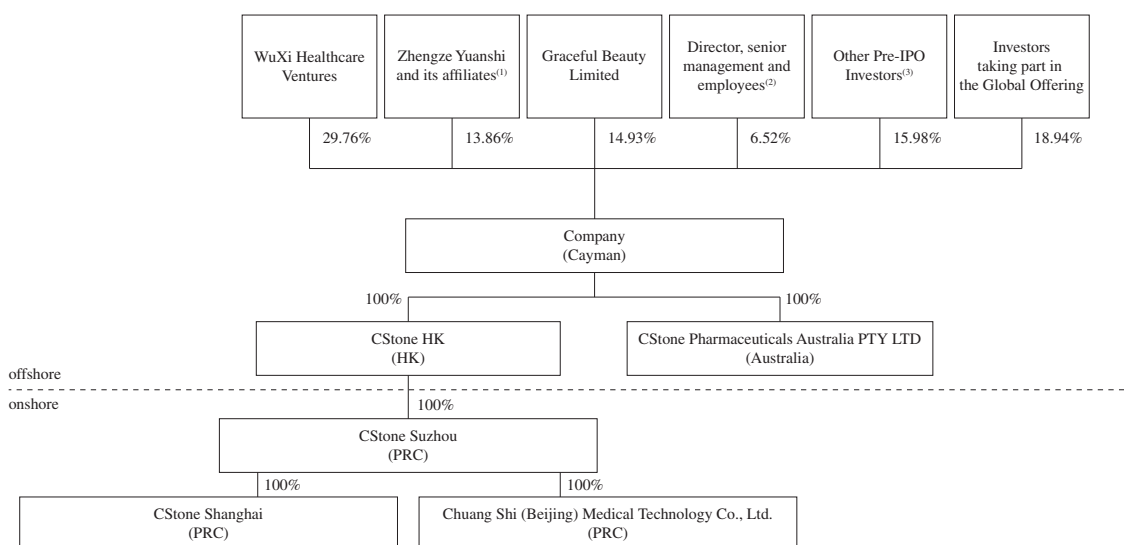 WuXi Healthcare
Ventures
Zhengze Yuanshi
and its affiliates(1)
Graceful Beauty
Limited
Director, senior
management and
employees(2)
Other Pre-IPO
Investors(3)
Investors
taking part in
the Global Offering
29.76%
13.86%
14.93%
6.52%
15.98%
18.94%
Company
(Cayman)
100%
100%
CStone HK
(HK)
CStone Pharmaceuticals Australia PTY LTD
(Australia)
offshore
onshore
100%
CStone Suzhou
(PRC)
100%
100%
CStone Shanghai
(PRC)
Chuang Shi (Beijing) Medical Technology Co., Ltd.
(PRC)